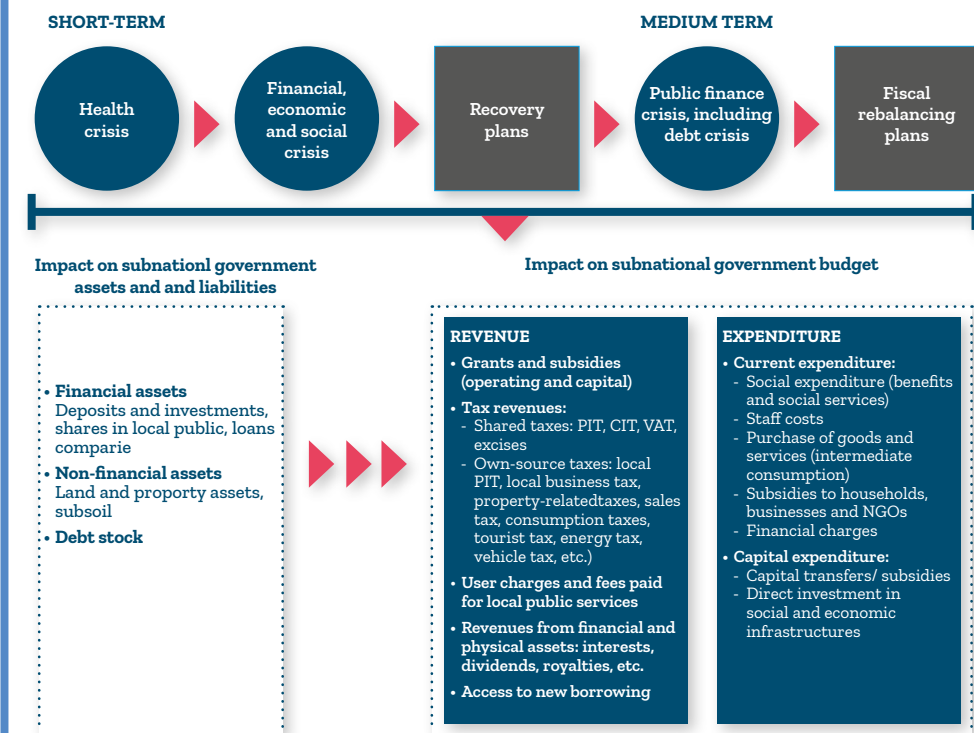 SHORT-TERM
MEDIUM TERM
Health
crisis
Financial,
economic
and social
crisis
Recovery
plans
Public finance
crisis, including
debt crisis
Fiscal
rebalancing
plans
Impact on subnationl government
assets and and liabilities
• Financial assets
Deposits and investments,
shares in local public, loans
comparie
• Non-financial assets
Land and property assets,
subsoil
• Debt stock
Impact on subnational government budget
REVENUE
• Grants and subsidies
(operating and capital)
• Tax revenues:
- Shared taxes: PIT, CIT, VAT,
excises
- Own-source taxes: local
PIT, local business tax,
property-relatedtaxes, sales
tax, consumption taxes,
tourist tax, energy tax,
vehicle tax, etc.)
• User charges and fees paid
for local public services
• Revenues from financial and
physical assets: interests,
dividends, royalties, etc.
• Access to new borrowing
EXPENDITURE
• Current expenditure:
- Social expenditure (benefits
and social services)
- Staff costs
- Purchase of goods and
services (intermediate
consumption)
- Subsidies to households,
businesses and NGOs
- Financial charges
• Capital expenditure:
- Capital transfers/ subsidies
- Direct investment in
social and economic
infrastructures